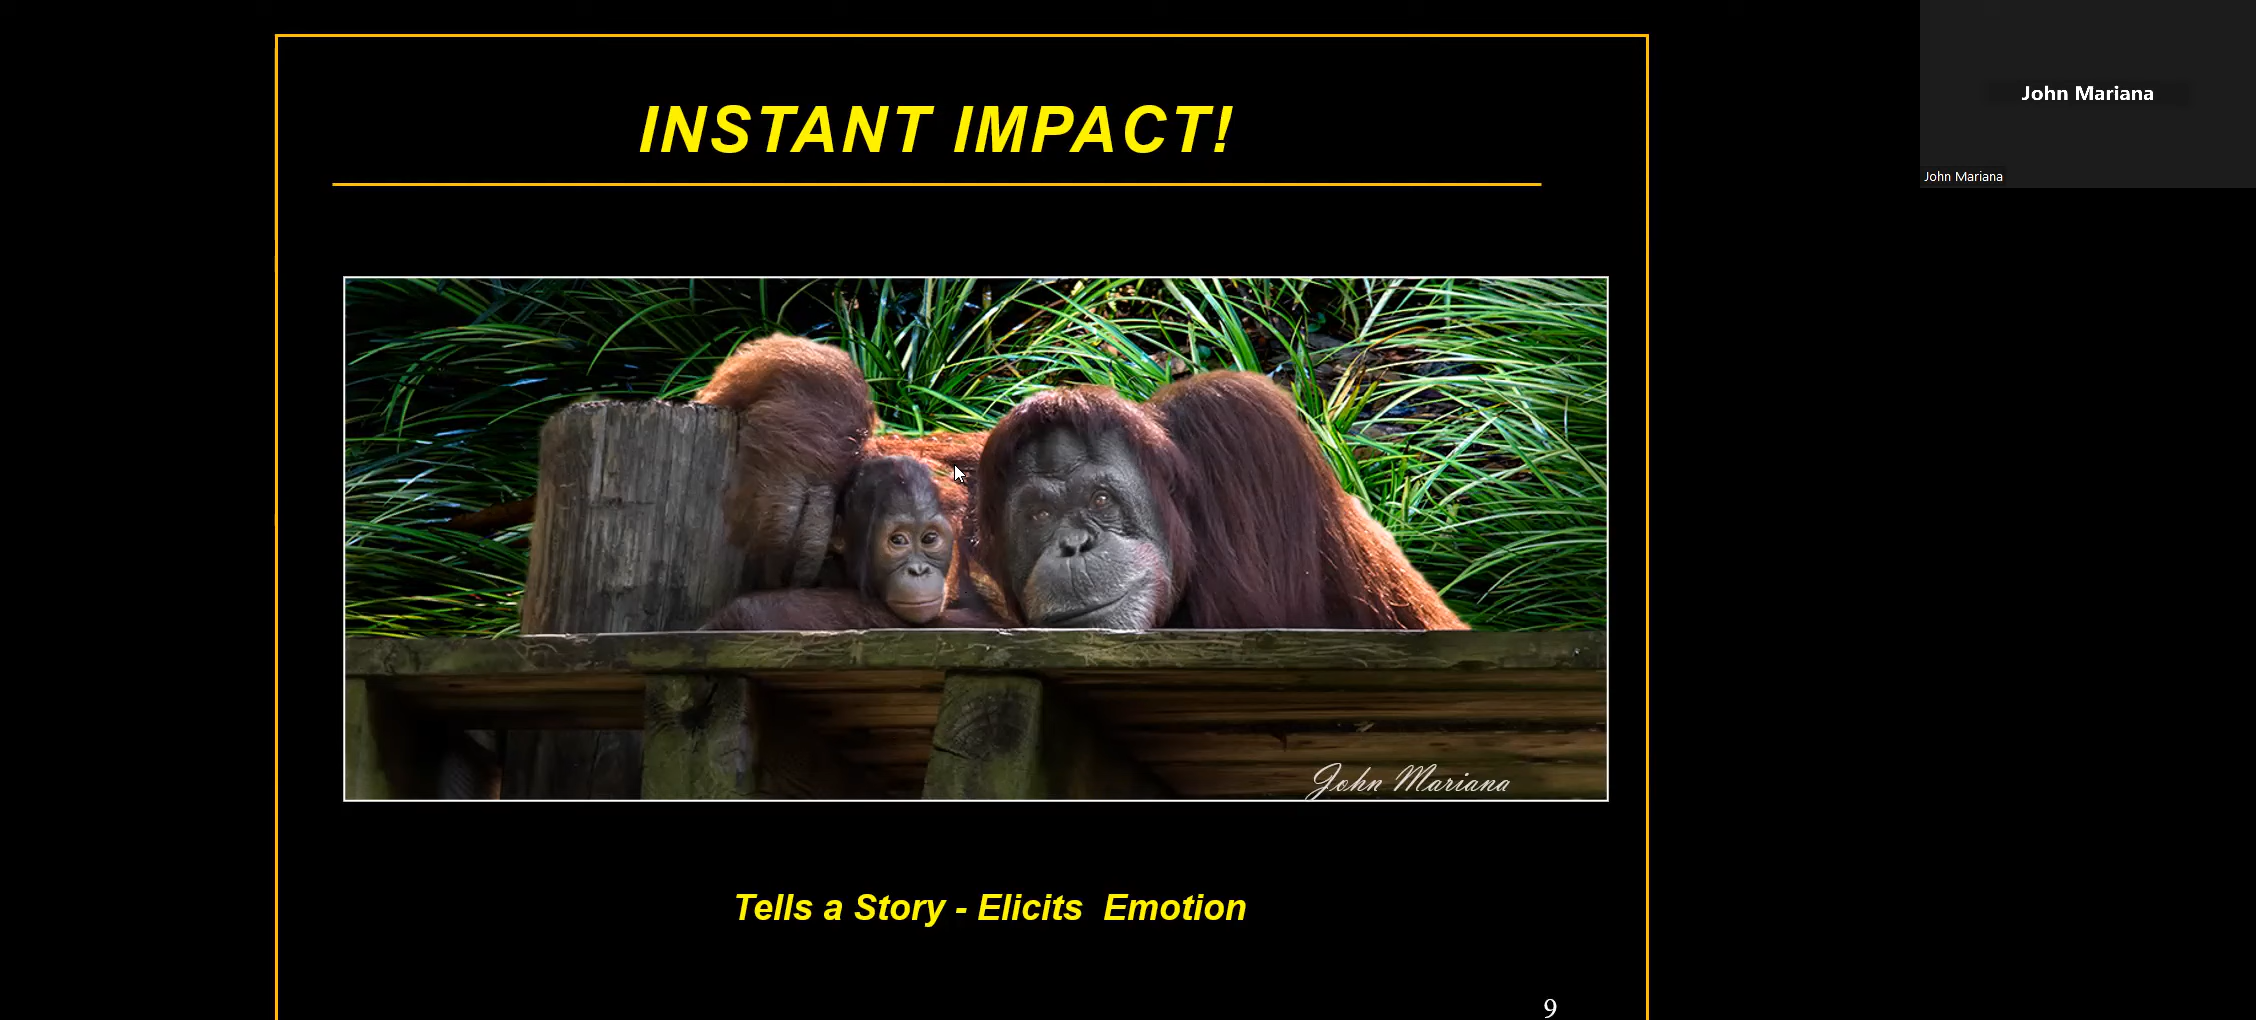 INSTANT IMPACT!
John Mariana
John Mariana
John Mariana
Tells a Story - Elicits  Emotion
9